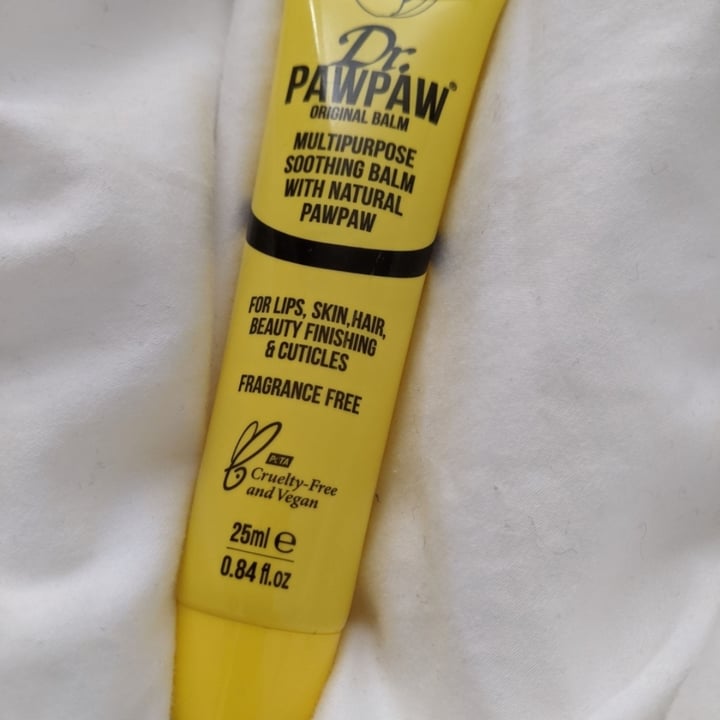 Dr.
PAWPAW®
ORIGINAL BALM
MULTIPURPOSE
SOOTHING BALM
WITH NATURAL
PAWPAW
FOR LIPS, SKIN, HAIR,
BEAUTY FINISHING
& CUTICLES
FRAGRANCE FREE
PETA
Cruelty-Free
and Vegan
25ml ℮
0.84 fl.oz